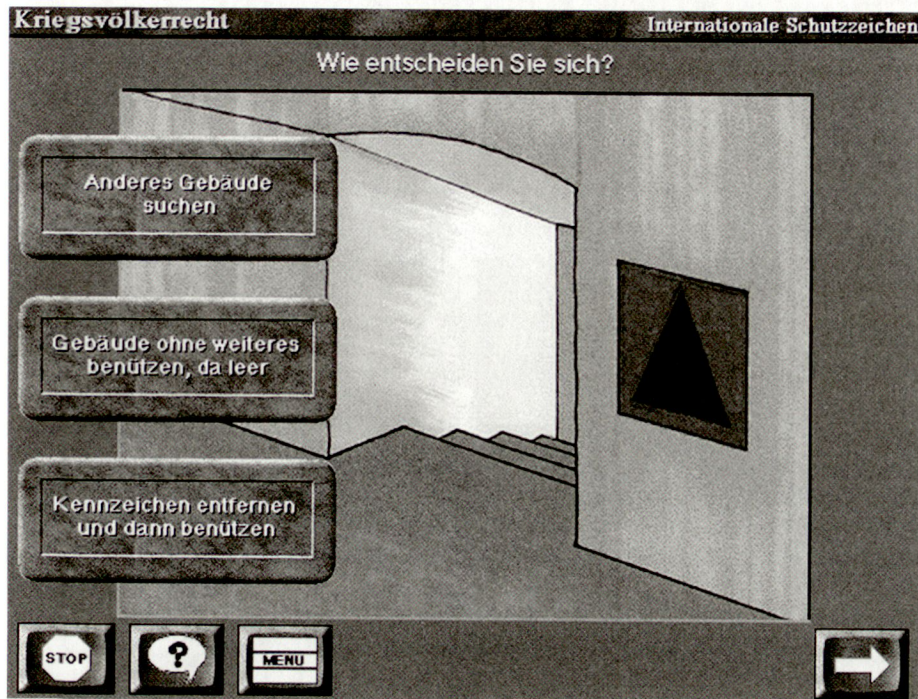 Kriegsvölkerrecht
Internationale Schutzzeichen
Wie entscheiden Sie sich?
Anderes Gebäude
suchen
Gebäude ohne weiteres
benützen, da leer
Kennzeichen entfernen
und dann benützen
STOP
?
MENU